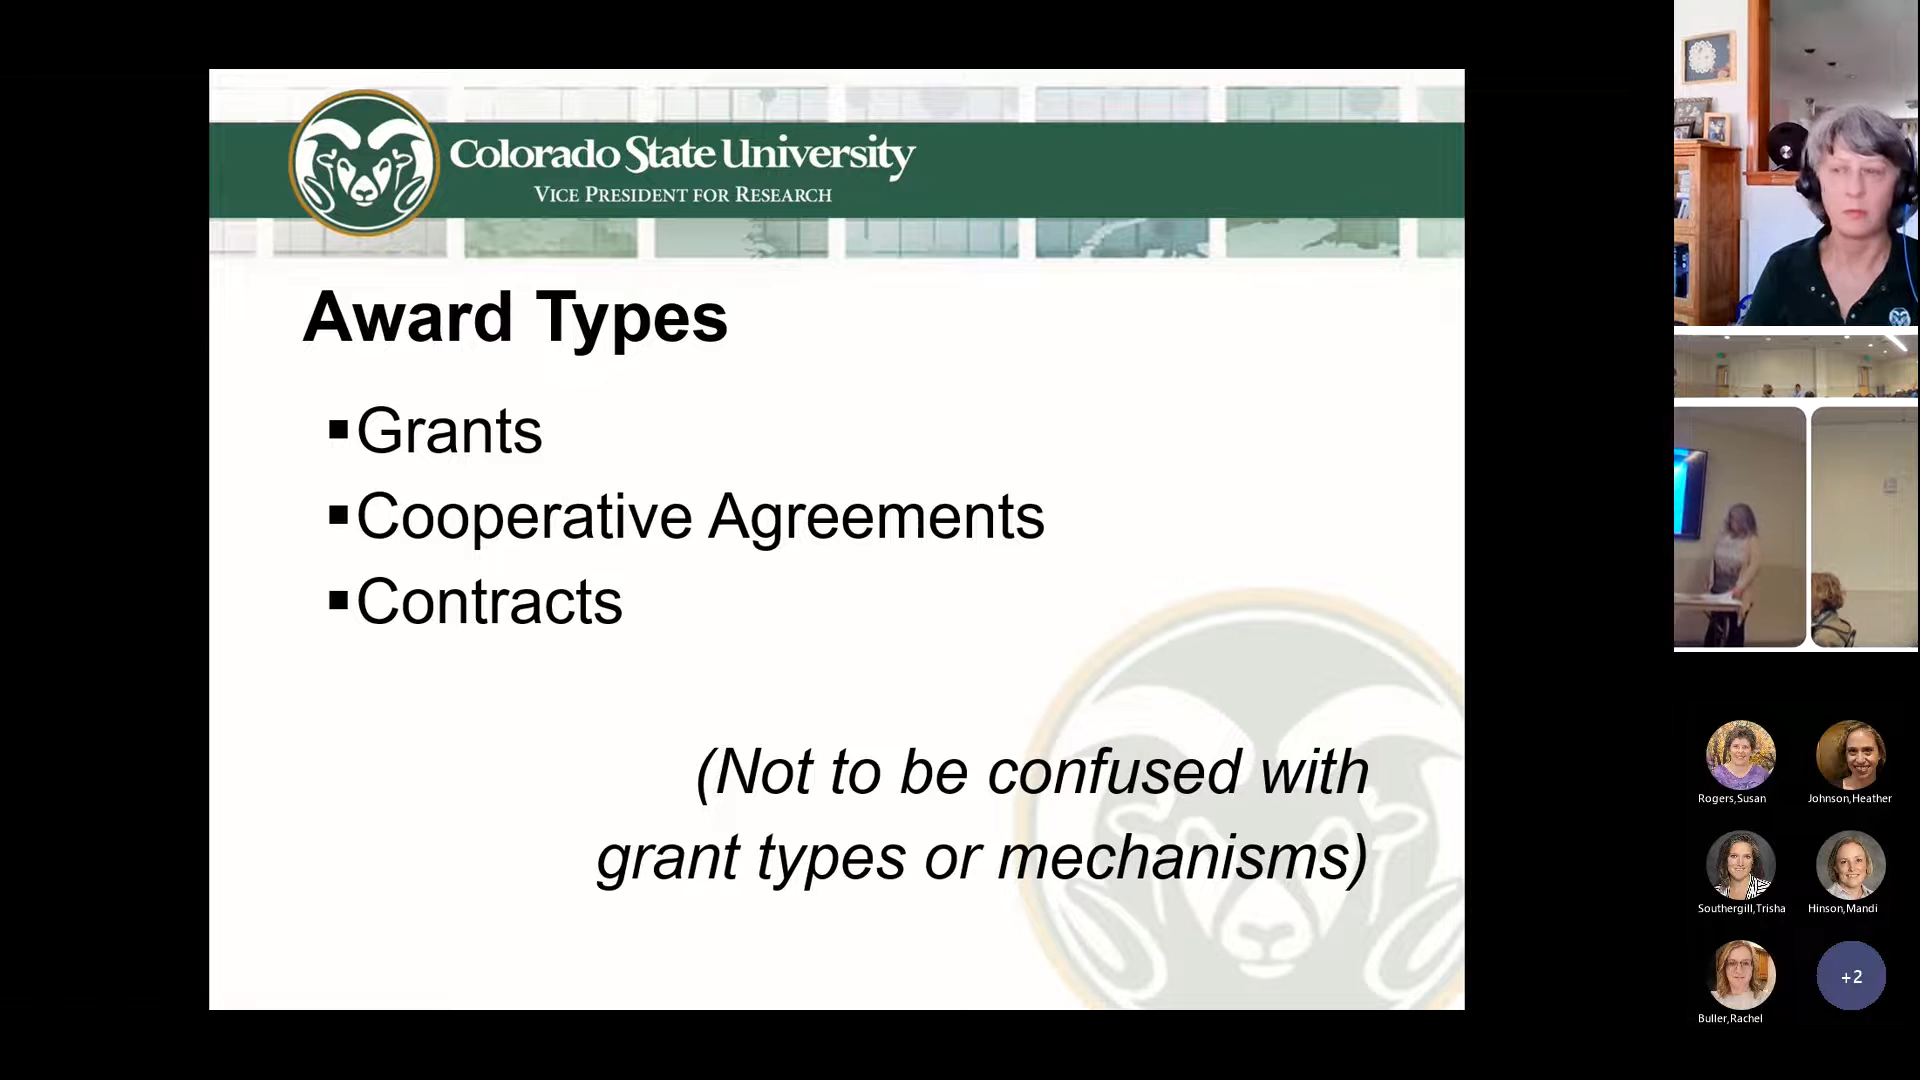 Colorado State University
VICE PRESIDENT FOR RESEARCH
Award Types
▪Grants
▪Cooperative Agreements
▪Contracts
(Not to be confused with
grant types or mechanisms)
Rogers,Susan
Johnson,Heather
Southergill,Trisha
Hinson,Mandi
Buller,Rachel
+2